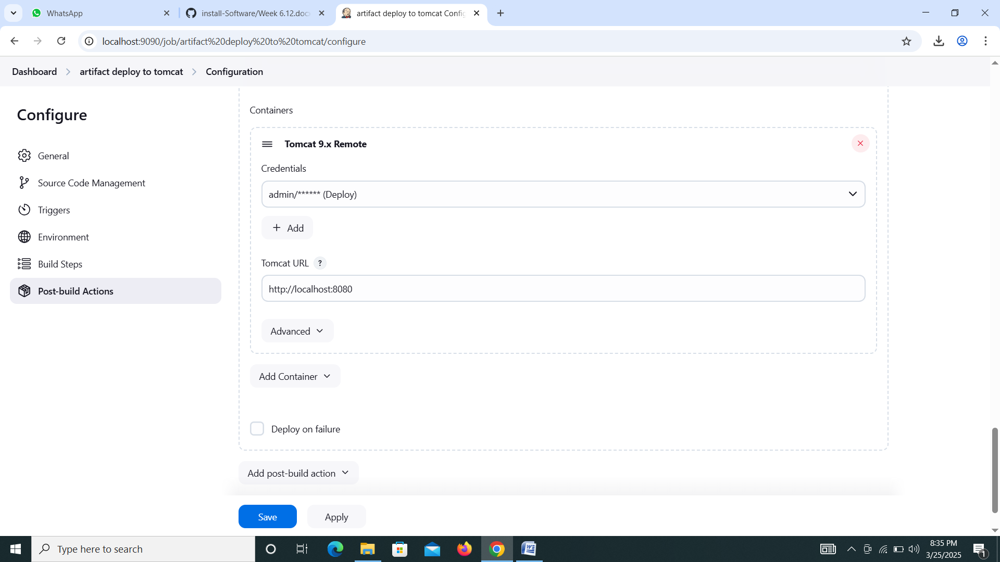 WhatsApp
install-Software/Week 6.12.docx
artifact deploy to tomcat Config
localhost:9090/job/artifact%20deploy%20to%20tomcat/configure
Dashboard
artifact deploy to tomcat
Configuration
Configure
General
Source Code Management
Triggers
Environment
Build Steps
Post-build Actions
Containers
Tomcat 9.x Remote
Credentials
admin/****** (Deploy)
+ Add
Tomcat URL ?
http://localhost:8080
Advanced
Add Container
Deploy on failure
Add post-build action
Save
Apply
Type here to search
8:35 PM
3/25/2025
1